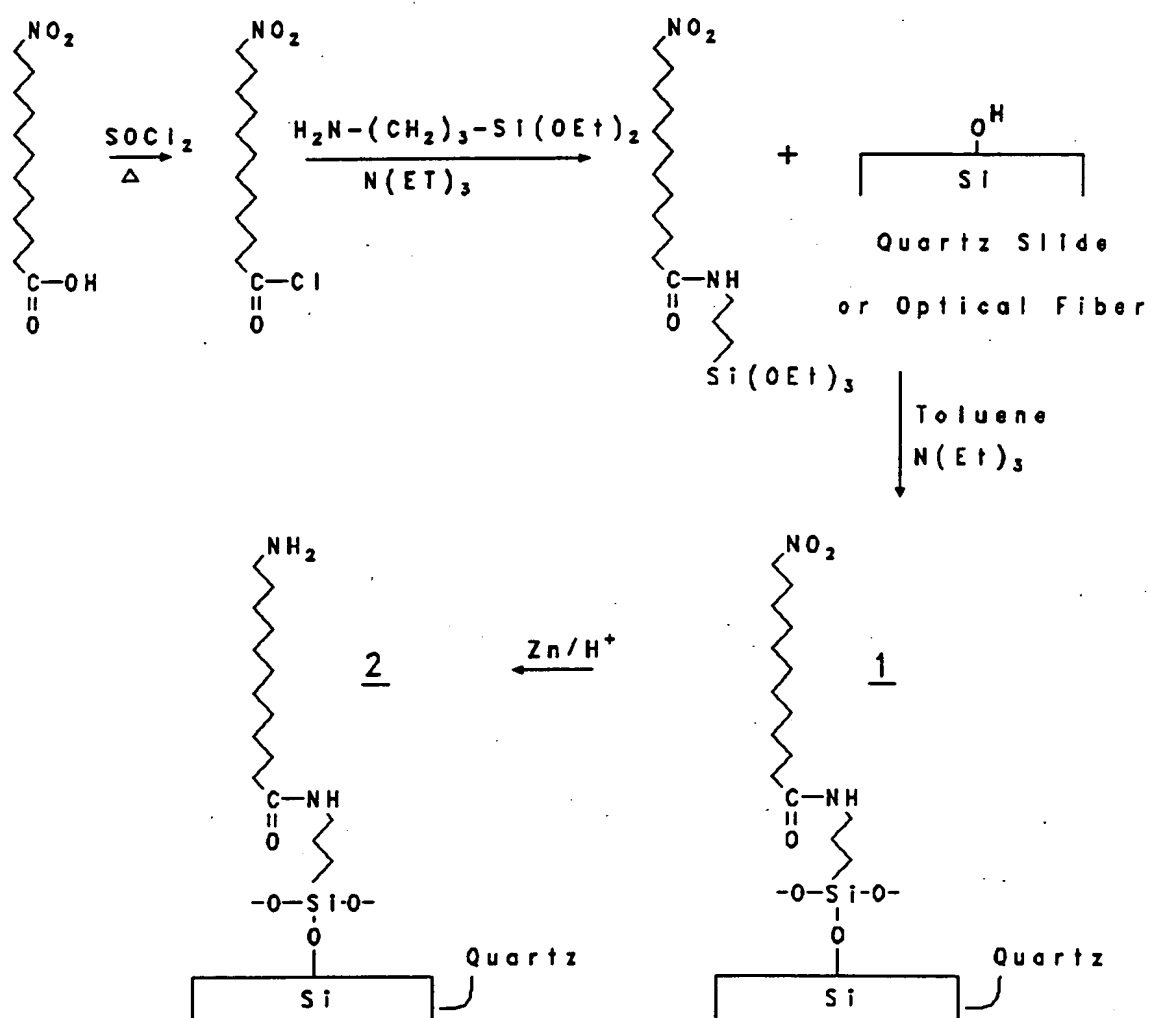 NO2
NO2
NO2
SOCl2
Δ
H2N-(CH2)3-Si(OEt)2
N(ET)3
+
OH
Si
Quartz Slide
or Optical Fiber
C-OH
O
C-Cl
O
C-NH
O
Si(OEt)3
Toluene
N(Et)3
NH2
NO2
Zn/H+
2
1
C-NH
O
C-NH
O
-O-Si-O-
O
-O-Si-O-
O
Quartz
Si
Quartz
Si